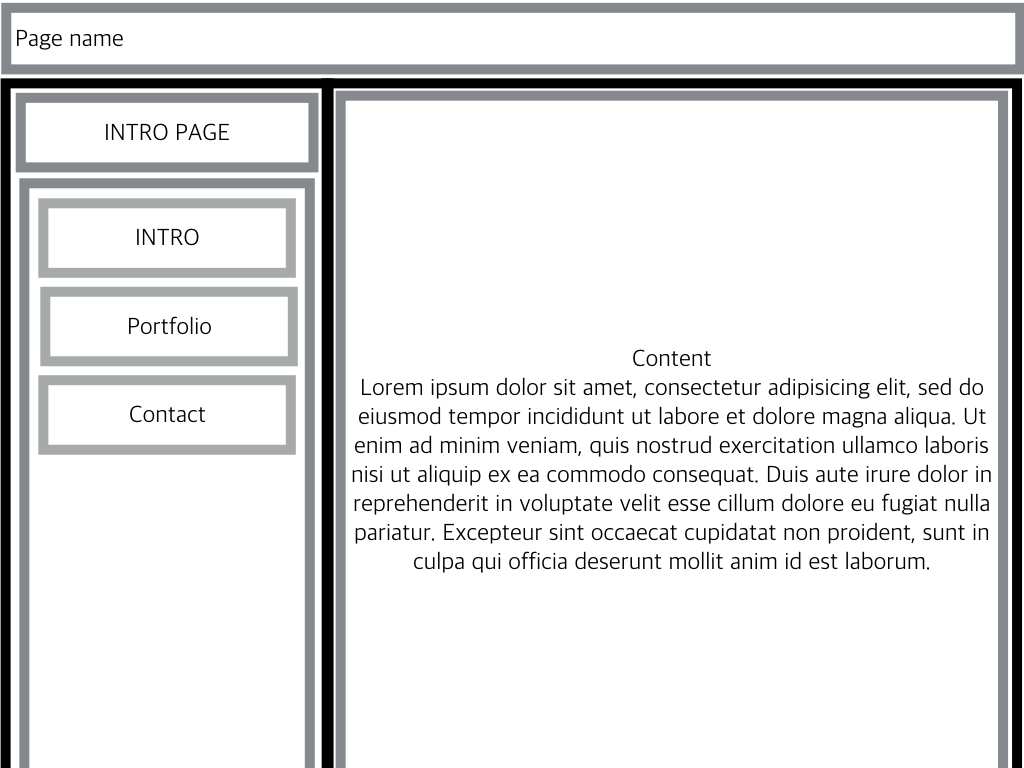 Page name
INTRO PAGE
INTRO
Portfolio
Contact
Content
Lorem ipsum dolor sit amet, consectetur adipisicing elit, sed do
eiusmod tempor incididunt ut labore et dolore magna aliqua. Ut
enim ad minim veniam, quis nostrud exercitation ullamco laboris
nisi ut aliquip ex ea commodo consequat. Duis aute irure dolor in
reprehenderit in voluptate velit esse cillum dolore eu fugiat nulla
pariatur. Excepteur sint occaecat cupidatat non proident, sunt in
culpa qui officia deserunt mollit anim id est laborum.